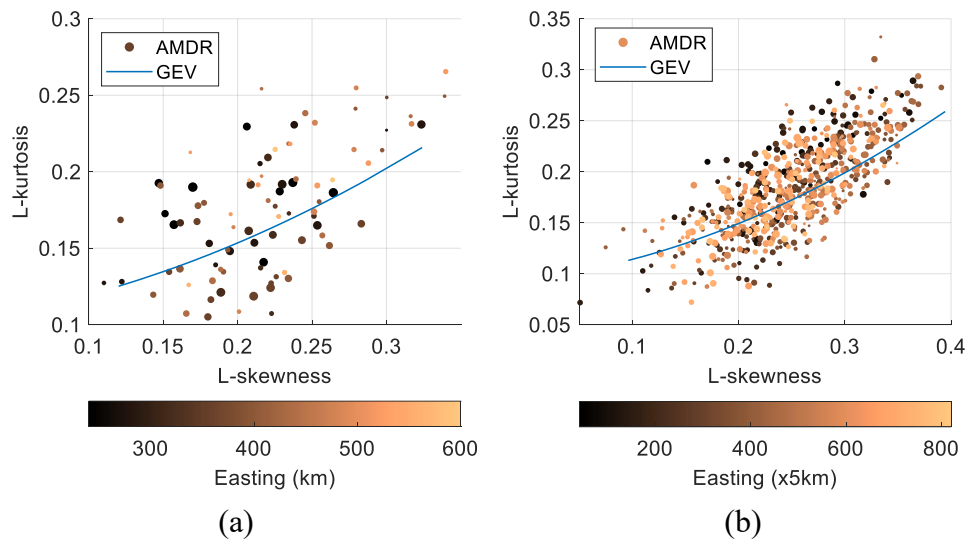 0.3
0.25
0.2
0.15
0.1
L-kurtosis
AMDR
GEV
0.1 0.15 0.2 0.25 0.3
L-skewness
300 400 500 600
Easting (km)
(a)
0.35
0.3
0.25
0.2
0.15
0.1
0.05
L-kurtosis
AMDR
GEV
0.1 0.2 0.3 0.4
L-skewness
200 400 600 800
Easting (x5km)
(b)